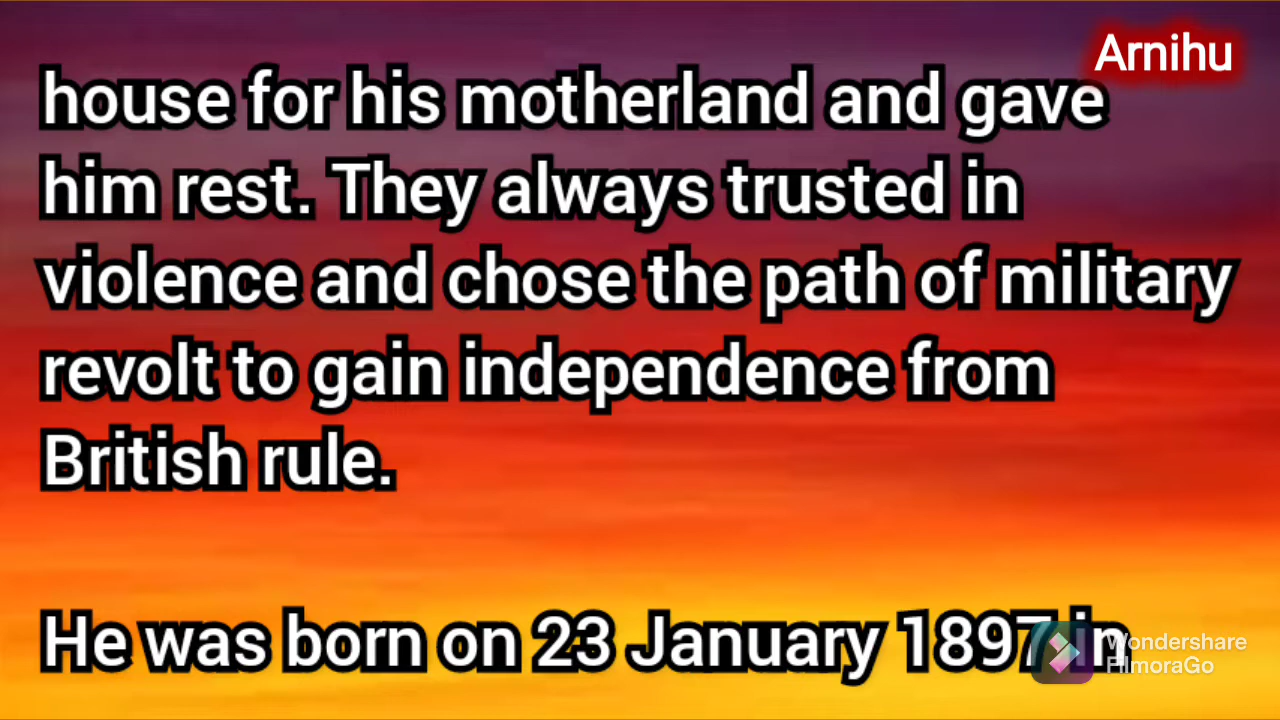 Arnihu
house for his motherland and gave
him rest. They always trusted in
violence and chose the path of military
revolt to gain independence from
British rule.
He was born on 23 January 1897 in
Wondershare
FilmoraGo